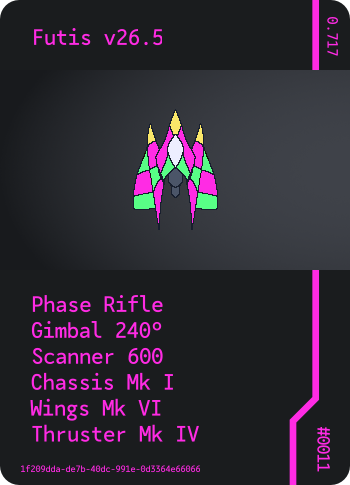 Futis v26.5
0.717
Phase Rifle
Gimbal 240°
Scanner 600
Chassis Mk I
Wings Mk VI
Thruster Mk IV
#0011
1f209dda-de7b-40dc-991e-0d3364e66066